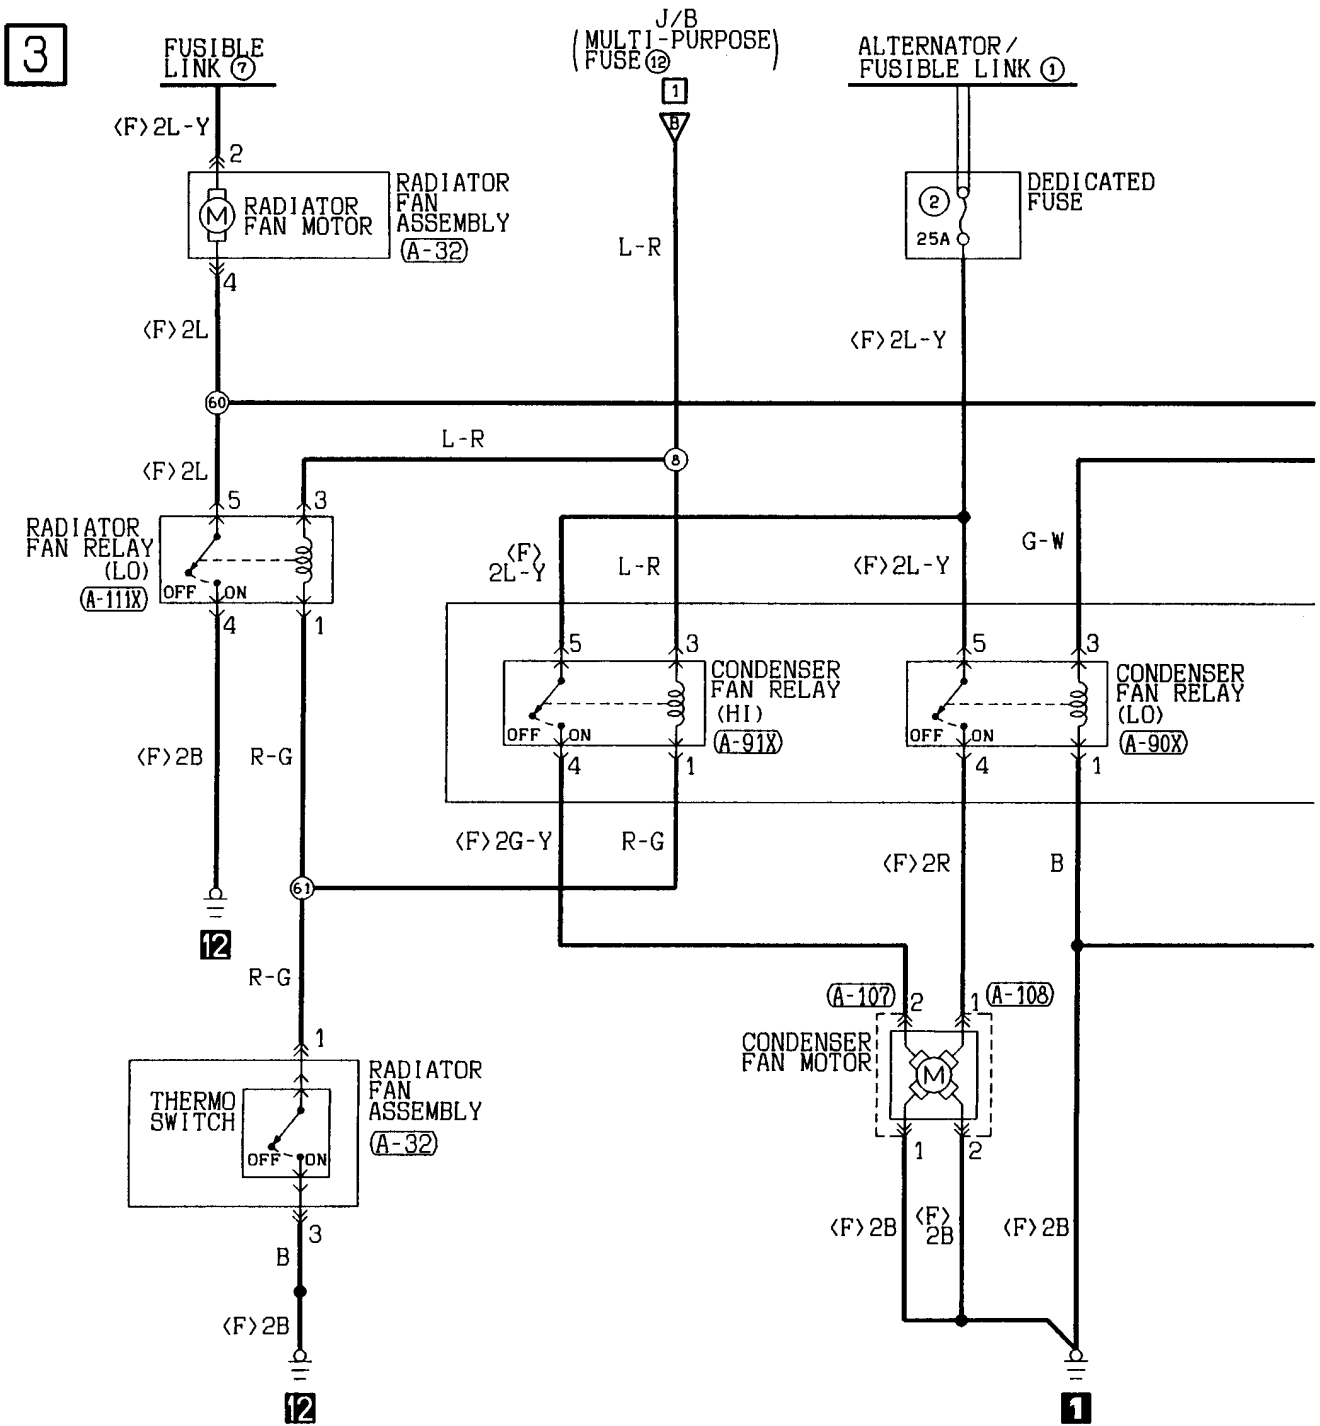 3
FUSIBLE
LINK ⑦
J/B
(MULTI-PURPOSE)
(FUSE ⑫)
1
B
ALTERNATOR/
FUSIBLE LINK ①
<F>2L-Y
2
RADIATOR
FAN MOTOR
M
RADIATOR
FAN
ASSEMBLY
(A-32)
4
DEDICATED
FUSE
2
25A
L-R
<F>2L
<F>2L-Y
60
L-R
8
<F>2L
5
3
RADIATOR
FAN RELAY
(LO)
(A-111X)
OFF
ON
4
1
<F>
2L-Y
L-R
<F>2L-Y
G-W
5
3
CONDENSER
FAN RELAY
(HI)
(A-91X)
OFF
ON
4
1
5
3
CONDENSER
FAN RELAY
(LO)
(A-90X)
OFF
ON
4
1
<F>2B
R-G
<F>2G-Y
R-G
<F>2R
B
61
12
R-G
(A-107)
2
1
(A-108)
CONDENSER
FAN MOTOR
M
1
2
1
THERMO
SWITCH
OFF
ON
RADIATOR
FAN
ASSEMBLY
(A-32)
3
B
<F>2B
<F>2B
<F>
2B
<F>2B
12
1